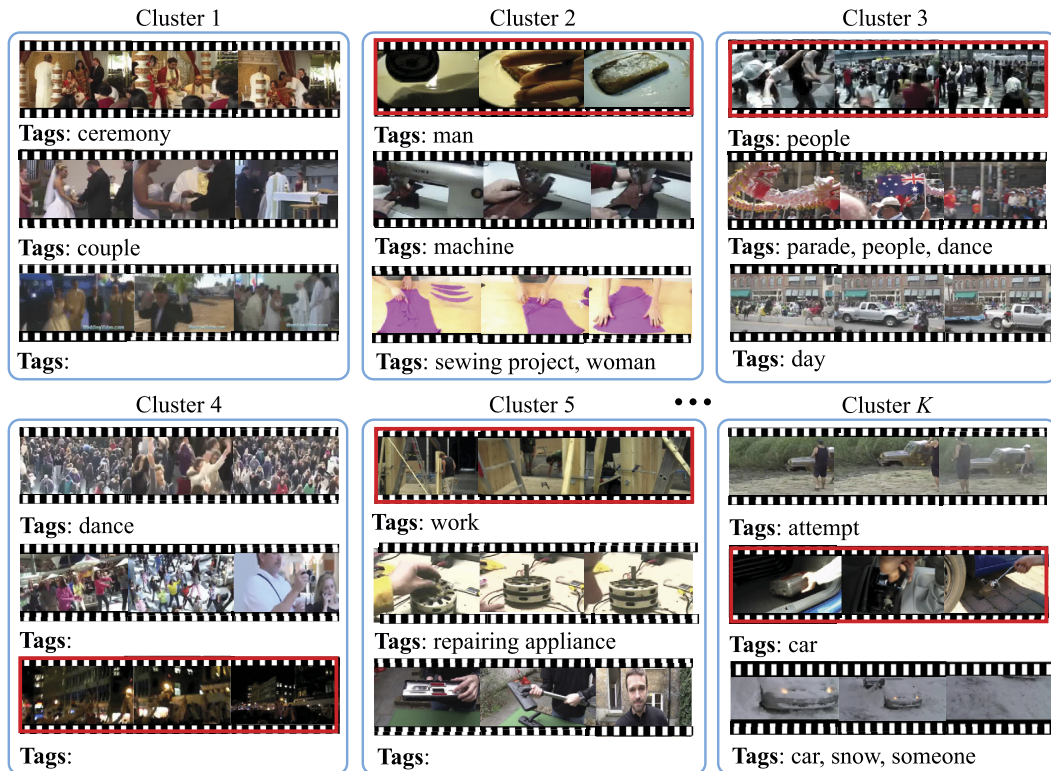 Cluster 1
Cluster 2
Cluster 3
Tags: ceremony
Tags: man
Tags: people
Tags: couple
Tags: machine
Tags: parade, people, dance
Tags:
Tags: sewing project, woman
Tags: day
Cluster 4
Cluster 5
Cluster K
Tags: dance
Tags: work
Tags: attempt
Tags:
Tags: repairing appliance
Tags: car
Tags:
Tags:
Tags: car, snow, someone